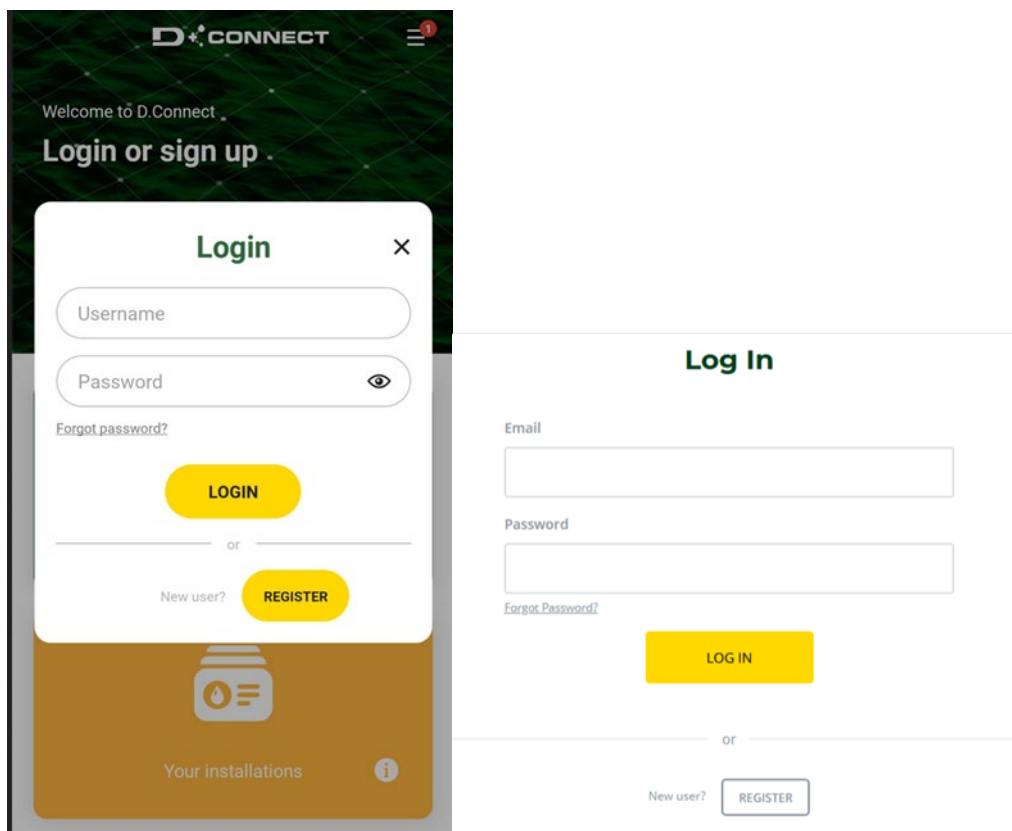 D CONNECT
1
Welcome to D.Connect
Login or sign up
Login
Username
Password
Forgot password?
LOGIN
or
New user? REGISTER
Your installations
i
Log In
Email
Password
Forgot Password?
LOG IN
or
New user? REGISTER